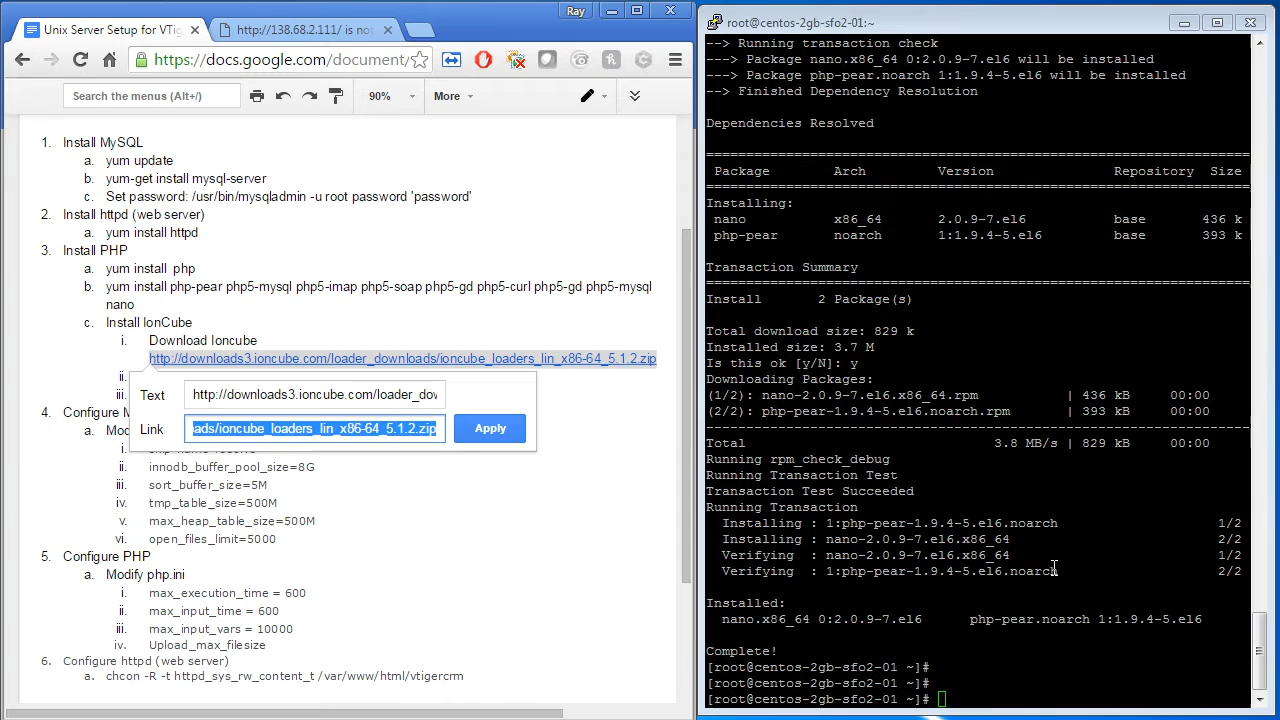 Ray
Unix Server Setup for VTig
http://138.68.2.111/ is not
https://docs.google.com/document/
Search the menus (Alt+/)
90%
More
1. Install MySQL
a. yum update
b. yum-get install mysql-server
c. Set password: /usr/bin/mysqladmin -u root password 'password"
2. Install httpd (web server)
a. yum install httpd
3. Install PHP
a. yum install php
b. yum install php-pear php5-mysql php5-imap php5-soap php5-gd php5-curl php5-gd php5-mysql
nano
c. Install IonCube
i. Download Ioncube
http://downloads3.ioncube.com/loader_downloads/ioncube_loaders_lin_x86-64_5.1.2.zip
ii.
Text http://downloads3.ioncube.com/loader_dow
iii.
4. Configure M
Link ads/ioncube_loaders_lin_x86-64_5.1.2.zip Apply
a. Mod
ii. innodb_buffer_pool_size=8G
iii. sort_buffer_size=5M
iv. tmp_table_size=500M
v. max_heap_table_size=500M
vi. open_files_limit=5000
5. Configure PHP
a. Modify php.ini
i. max_execution_time = 600
ii. max_input_time = 600
iii. max_input_vars = 10000
iv. Upload_max_filesize
6. Configure httpd (web server)
a. chcon -R -t httpd_sys_rw_content_t /var/www/html/vtigercrm
root@centos-2gb-sfo2-01:~
--> Running transaction check
---> Package nano.x86_64 0:2.0.9-7.el6 will be installed
---> Package php-pear.noarch 1:1.9.4-5.el6 will be installed
--> Finished Dependency Resolution
Dependencies Resolved
================================================================
Package Arch Version Repository Size
================================================================
Installing:
nano x86_64 2.0.9-7.el6 base 436 k
php-pear noarch 1:1.9.4-5.el6 base 393 k
Transaction Summary
================================================================
Install 2 Package(s)
Total download size: 829 k
Installed size: 3.7 M
Is this ok [y/N]: y
Downloading Packages:
(1/2): nano-2.0.9-7.el6.x86_64.rpm | 436 kB 00:00
(2/2): php-pear-1.9.4-5.el6.noarch.rpm | 393 kB 00:00
----------------------------------------------------------------
Total 3.8 MB/s | 829 kB 00:00
Running rpm_check_debug
Running Transaction Test
Transaction Test Succeeded
Running Transaction
Installing : 1:php-pear-1.9.4-5.el6.noarch 1/2
Installing : nano-2.0.9-7.el6.x86_64 2/2
Verifying : nano-2.0.9-7.el6.x86_64 1/2
Verifying : 1:php-pear-1.9.4-5.el6.noarch 2/2
Installed:
nano.x86_64 0:2.0.9-7.el6 php-pear.noarch 1:1.9.4-5.el6
Complete!
[root@centos-2gb-sfo2-01 ~]#
[root@centos-2gb-sfo2-01 ~]#
[root@centos-2gb-sfo2-01 ~]#